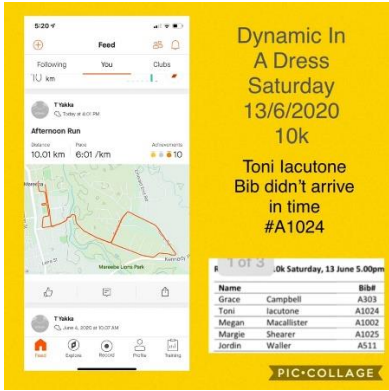 5:20
Feed
Following
You
Clubs
km
T Yakka
Today at 4:01 PM
Afternoon Run
Distance
Pace
Achievements
10.01 km
6:01 /km
10
Mareeba
Mareeba Lions Park
T Yakka
June 4, 2020 at 10:07 AM
Feed
Explore
Record
Profile
Training
Dynamic In
A Dress
Saturday
13/6/2020
10k
Toni Iacutone
Bib didn't arrive
in time
#A1024
1 of 3
.0k Saturday, 13 June 5.00pm
Name Bib#
Grace Campbell A303
Toni Iacutone A1024
Megan Macallister A1002
Margie Shearer A1025
Jordin Waller A511
PIC•COLLAGE